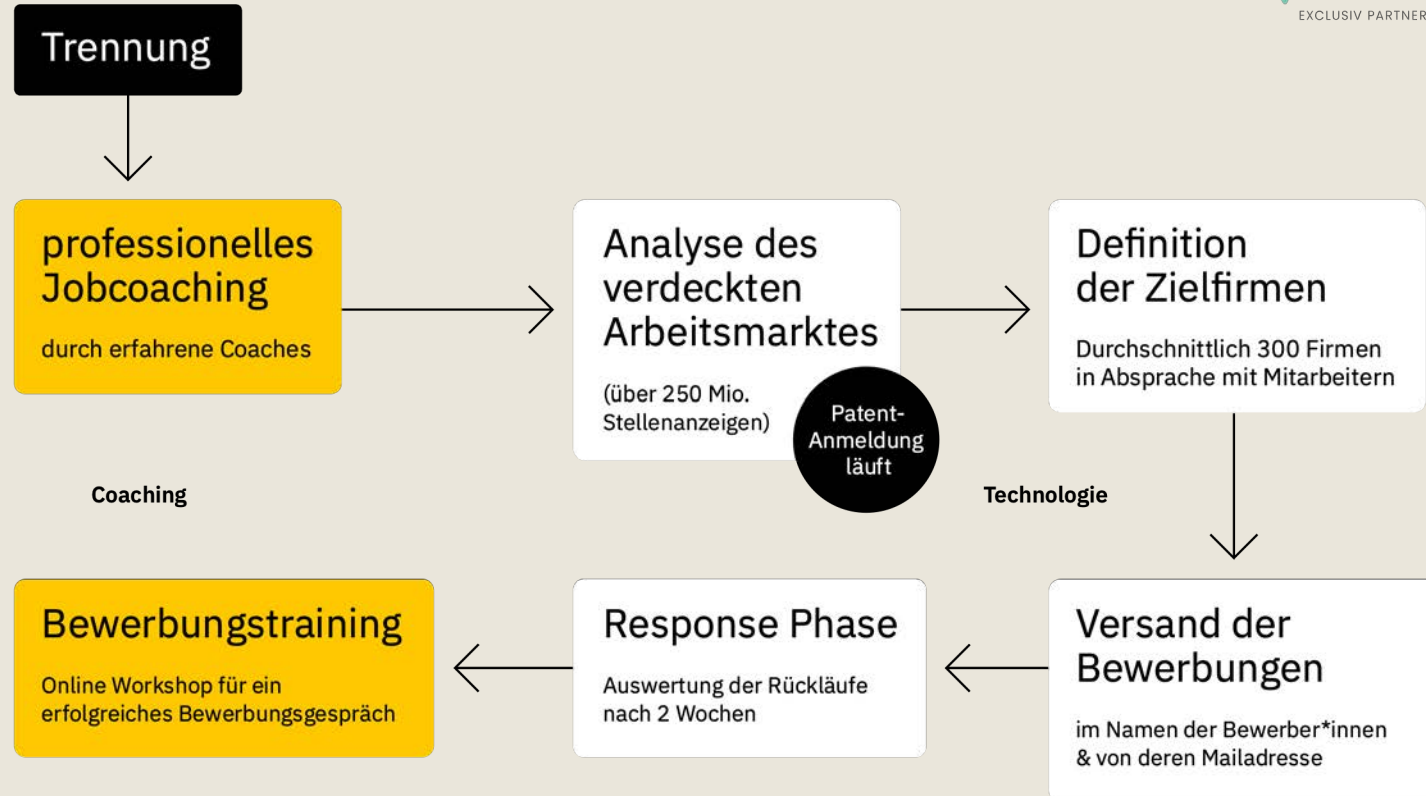 EXCLUSIV PARTNER
Trennung
professionelles
Jobcoaching
durch erfahrene Coaches
Analyse des
verdeckten
Arbeitsmarktes
(über 250 Mio.
Stellenanzeigen)
Patent-
Anmeldung
läuft
Definition
der Zielfirmen
Durchschnittlich 300 Firmen
in Absprache mit Mitarbeitern
Coaching
Technologie
Versand der
Bewerbungen
im Namen der Bewerber*innen
& von deren Mailadresse
Response Phase
Auswertung der Rückläufe
nach 2 Wochen
Bewerbungstraining
Online Workshop für ein
erfolgreiches Bewerbungsgespräch